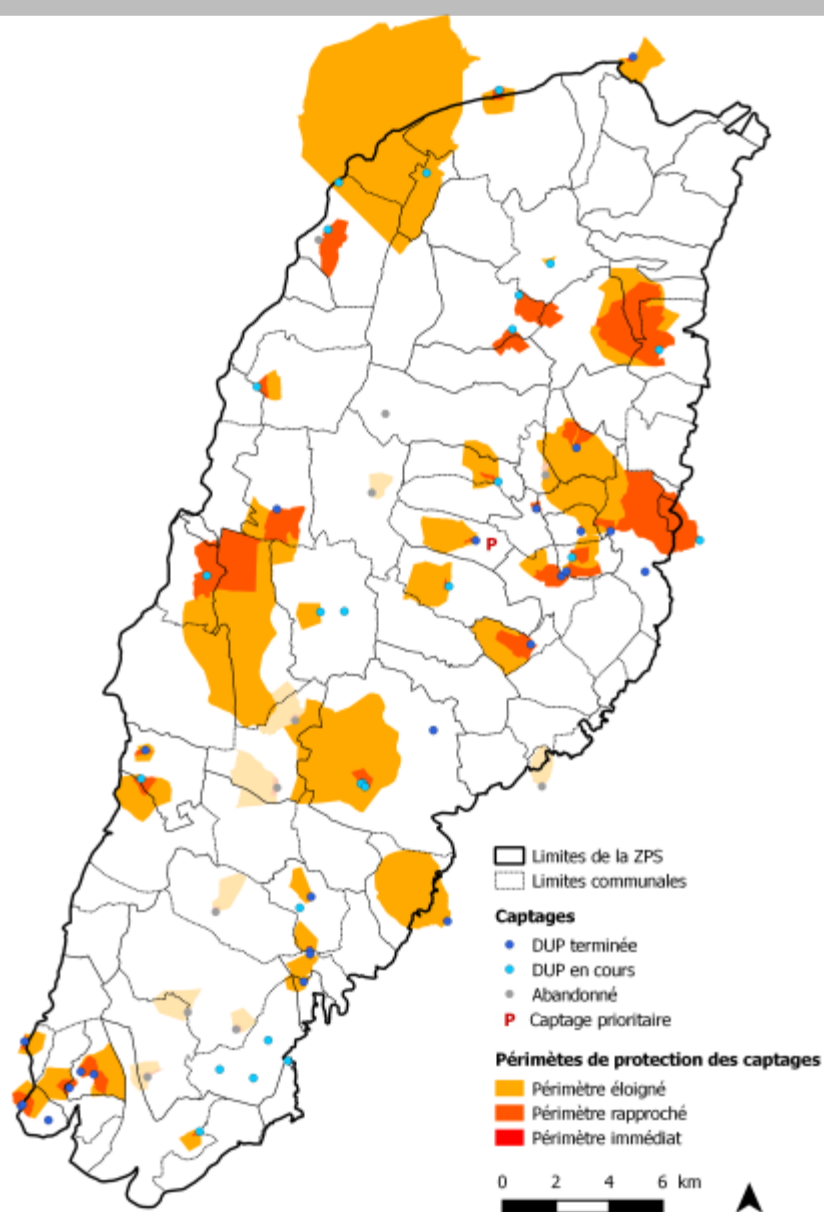 P
Limites de la ZPS
Limites communales
Captages
DUP terminée
DUP en cours
Abandonné
P Captage prioritaire
Périmètes de protection des captages
Périmètre éloigné
Périmètre rapproché
Périmètre immédiat
0 2 4 6 km